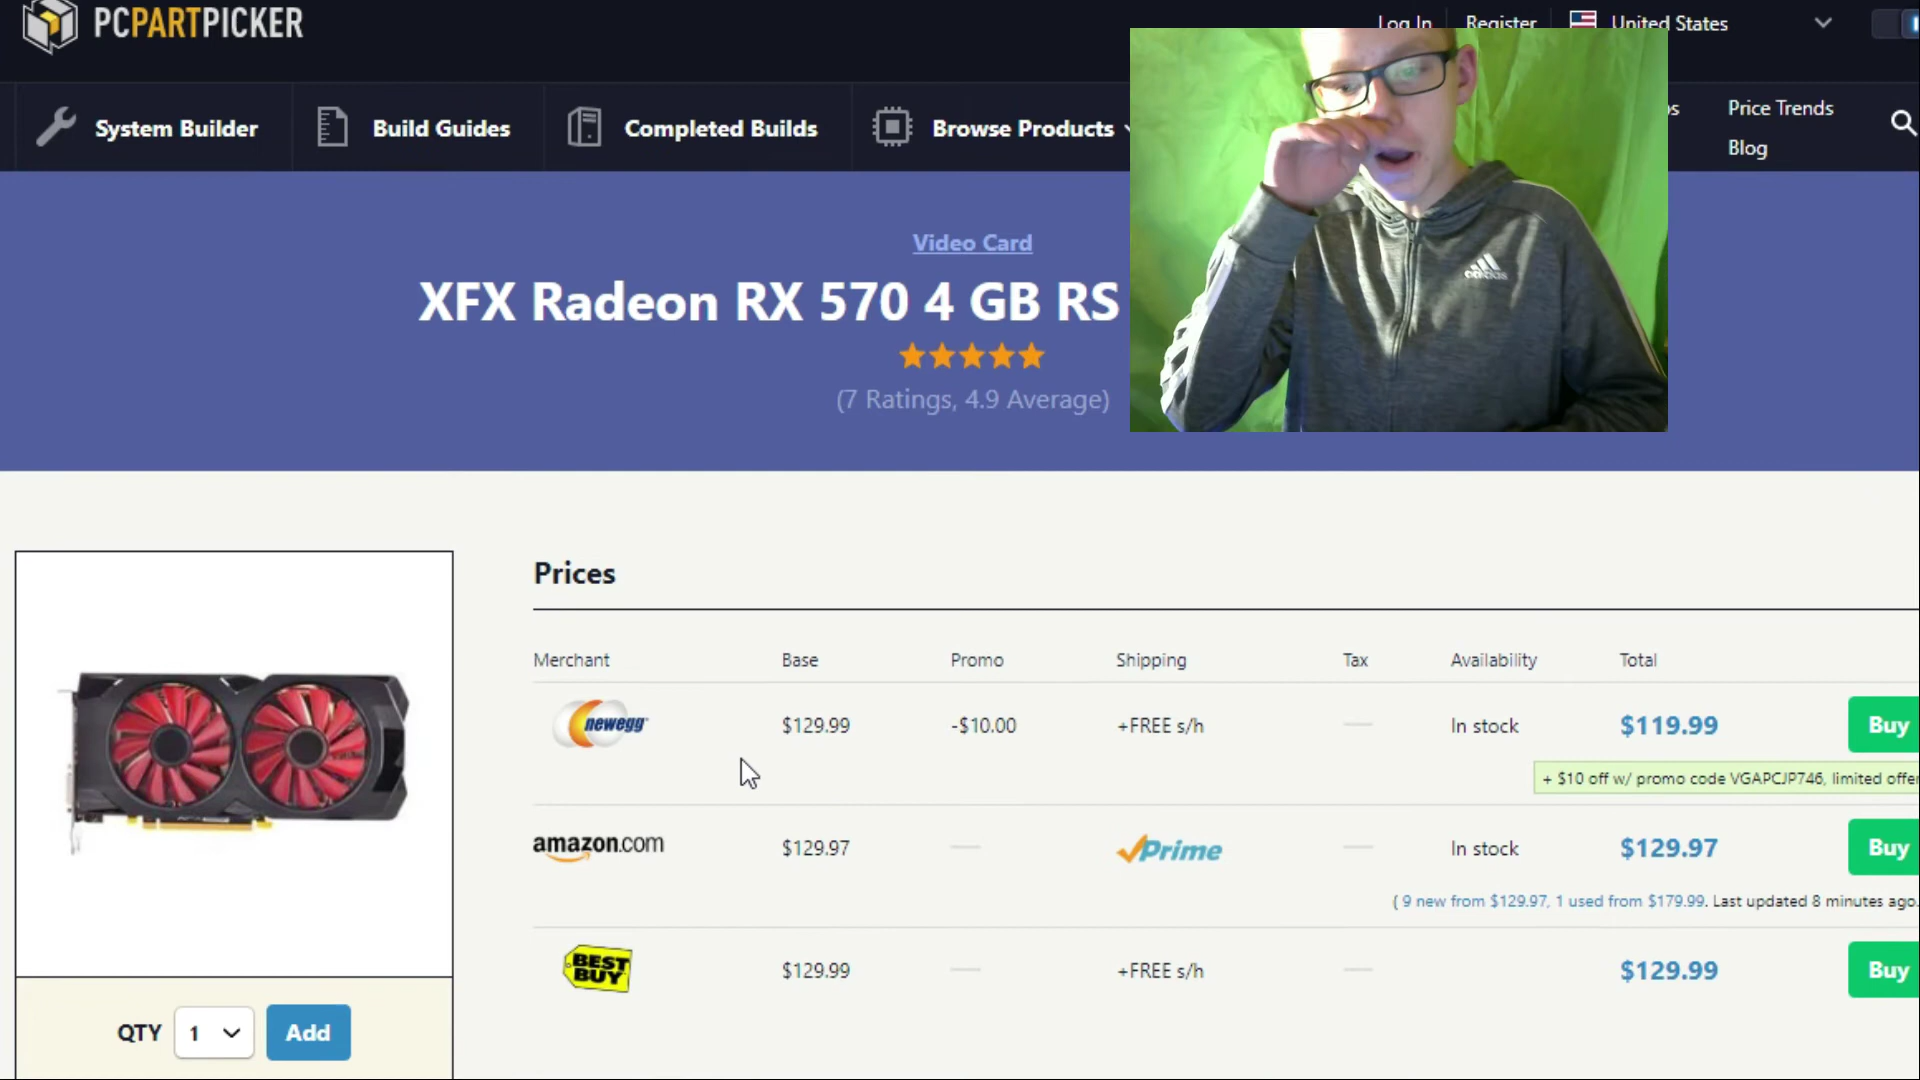 PCPARTPICKER
Log In
Register
United States
System Builder
Build Guides
Completed Builds
Browse Products
Price Trends
Blog
Video Card
XFX Radeon RX 570 4 GB RS
(7 Ratings, 4.9 Average)
adidas
Prices
Merchant Base Promo Shipping Tax Availability Total
newegg $129.99 -$10.00 +FREE s/h In stock $119.99 Buy
+ $10 off w/ promo code VGAPCJP746, limited offer
amazon.com $129.97 Prime In stock $129.97 Buy
( 9 new from $129.97, 1 used from $179.99. Last updated 8 minutes ago.
BEST BUY $129.99 +FREE s/h $129.99 Buy
QTY 1 Add